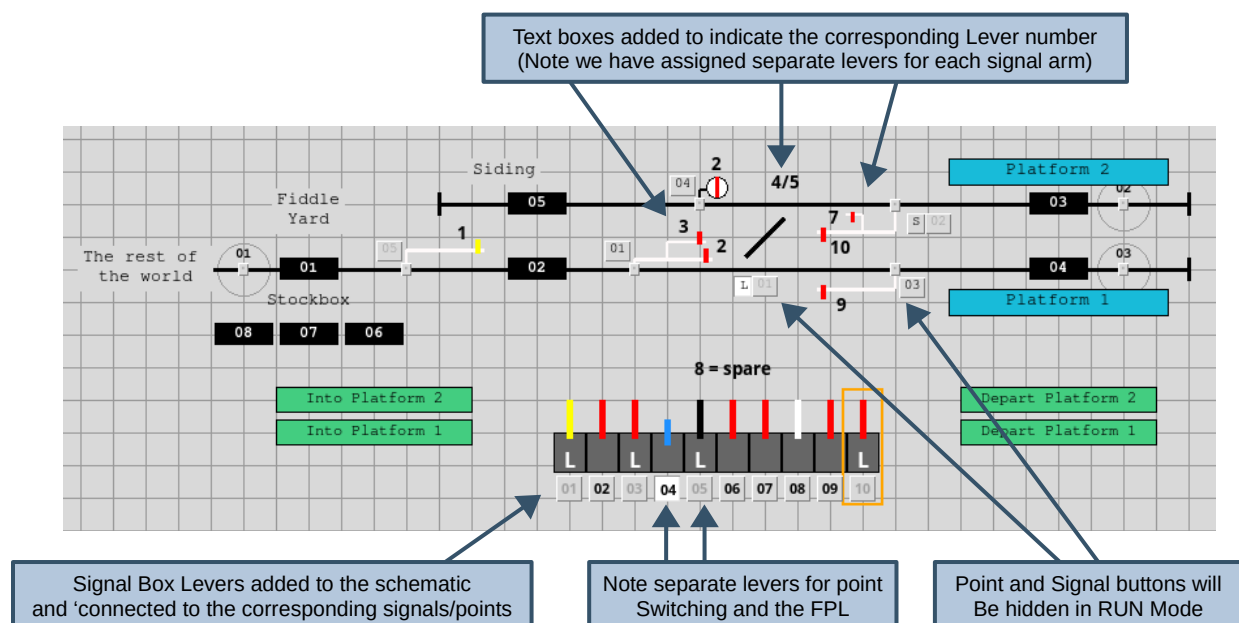 Text boxes added to indicate the corresponding Lever number
(Note we have assigned separate levers for each signal arm)
Siding
04
2
4/5
Platform 2
02
Fiddle
Yard
05
03
1
3
7
S 02
The rest of
the world
01
01
05
02
01
2
10
04
03
Stockbox
L 01
03
9
Platform 1
08
07
06
8 = spare
Into Platform 2
Depart Platform 2
Into Platform 1
Depart Platform 1
L
L
L
L
01
02
03
04
05
06
07
08
09
10
Signal Box Levers added to the schematic
and ‘connected to the corresponding signals/points
Note separate levers for point
Switching and the FPL
Point and Signal buttons will
Be hidden in RUN Mode